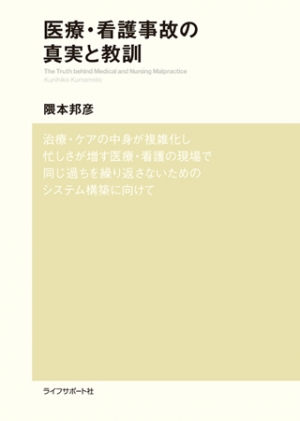 医療・看護事故の
真実と教訓
The Truth behind Medical and Nursing Malpractice
Kunihiko Kumamoto
隈本邦彦
治療・ケアの中身が複雑化し
忙しさが増す医療・看護の現場で
同じ過ちを繰り返さないための
システム構築に向けて
ライフサポート社